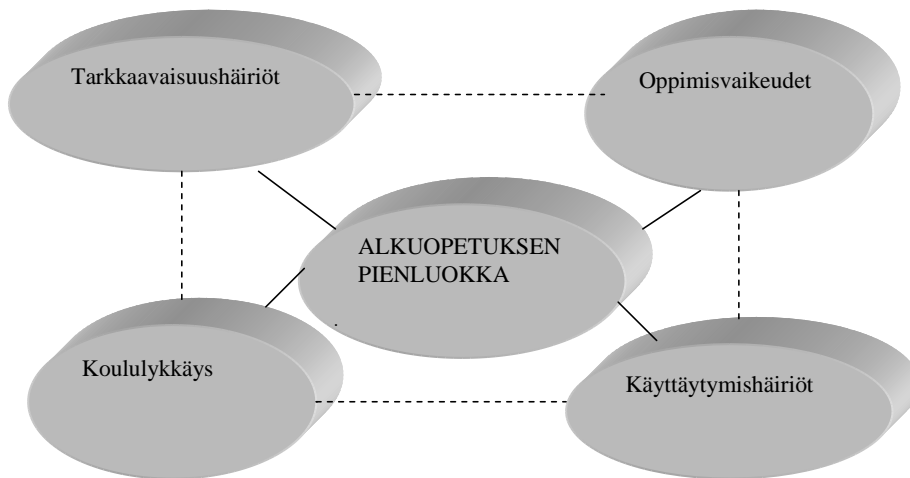 Tarkkaavaisuushäiriöt
Oppimisvaikeudet
ALKUOPETUKSEN
PIENLUOKKA
.
Koululykkäys
Käyttäytymishäiriöt